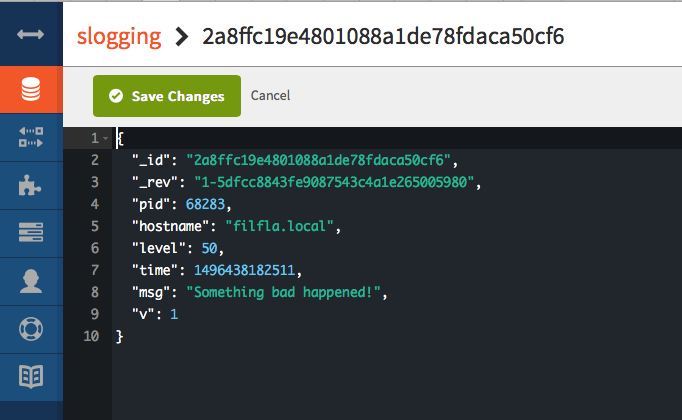 slogging > 2a8ffc19e4801088a1de78fdaca50cf6
Save Changes Cancel
1 {
2 "_id": "2a8ffc19e4801088a1de78fdaca50cf6",
3 "_rev": "1-5dfcc8843fe9087543c4a1e265005980",
4 "pid": 68283,
5 "hostname": "filfla.local",
6 "level": 50,
7 "time": 1496438182511,
8 "msg": "Something bad happened!",
9 "v": 1
10 }